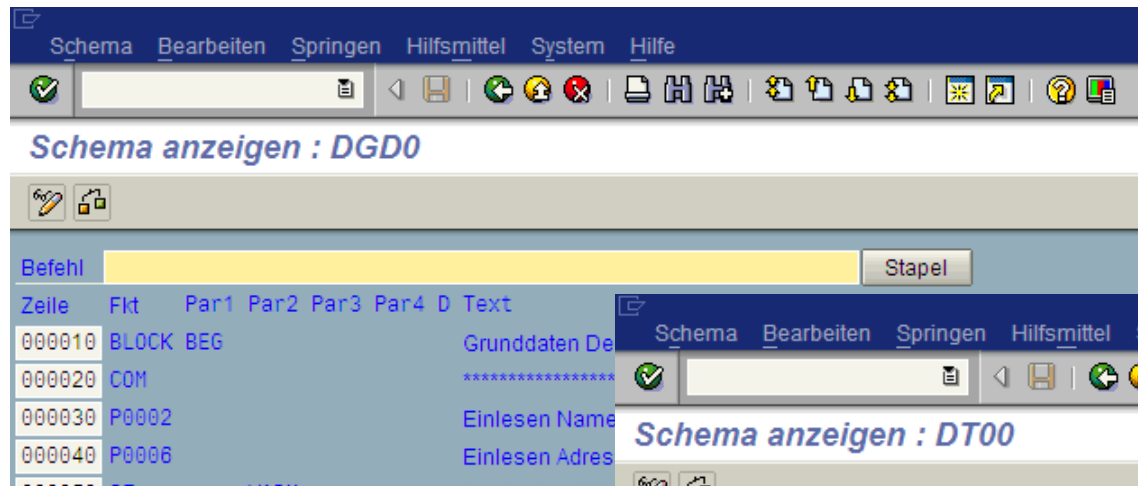 Schema Bearbeiten Springen Hilfsmittel System Hilfe
Schema anzeigen : DGD0
Befehl Stapel
Zeile Fkt Par1 Par2 Par3 Par4 D Text
000010 BLOCK BEG Grunddaten De
000020 COM *****************
000030 P0002 Einlesen Name
000040 P0006 Einlesen Adres
Schema Bearbeiten Springen Hilfsmittel
Schema anzeigen : DT00